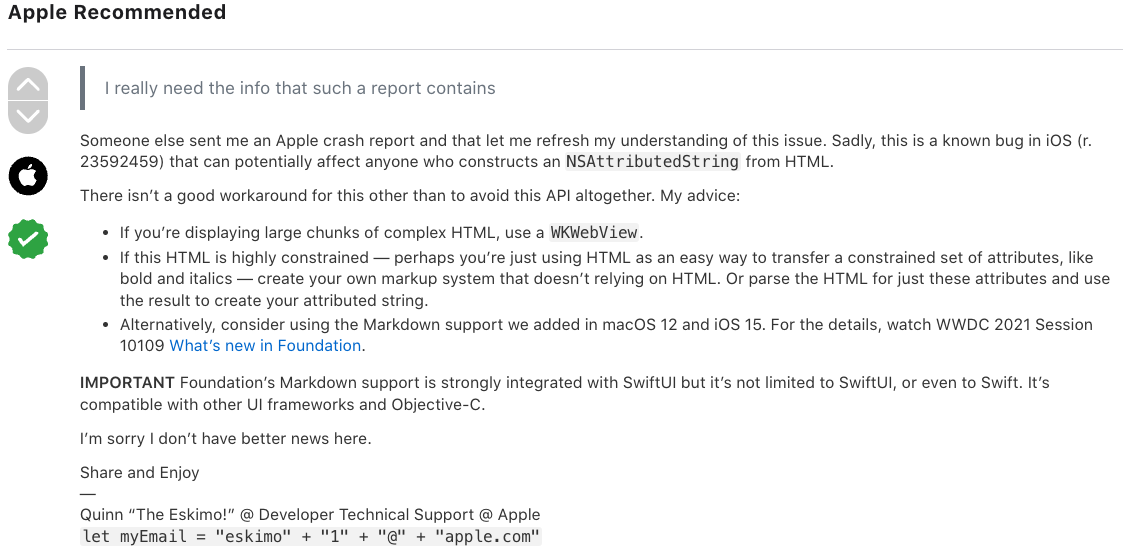 Apple Recommended
I really need the info that such a report contains
Someone else sent me an Apple crash report and that let me refresh my understanding of this issue. Sadly, this is a known bug in iOS (r.
23592459) that can potentially affect anyone who constructs an NSAttributedString from HTML.
There isn’t a good workaround for this other than to avoid this API altogether. My advice:
• If you’re displaying large chunks of complex HTML, use a WKWebView.
• If this HTML is highly constrained — perhaps you’re just using HTML as an easy way to transfer a constrained set of attributes, like
bold and italics — create your own markup system that doesn’t relying on HTML. Or parse the HTML for just these attributes and use
the result to create your attributed string.
• Alternatively, consider using the Markdown support we added in macOS 12 and iOS 15. For the details, watch WWDC 2021 Session
10109 What’s new in Foundation.
IMPORTANT Foundation’s Markdown support is strongly integrated with SwiftUI but it’s not limited to SwiftUI, or even to Swift. It’s
compatible with other UI frameworks and Objective-C.
I’m sorry I don’t have better news here.
Share and Enjoy
—
Quinn “The Eskimo!” @ Developer Technical Support @ Apple
let myEmail = "eskimo" + "1" + "@" + "apple.com"